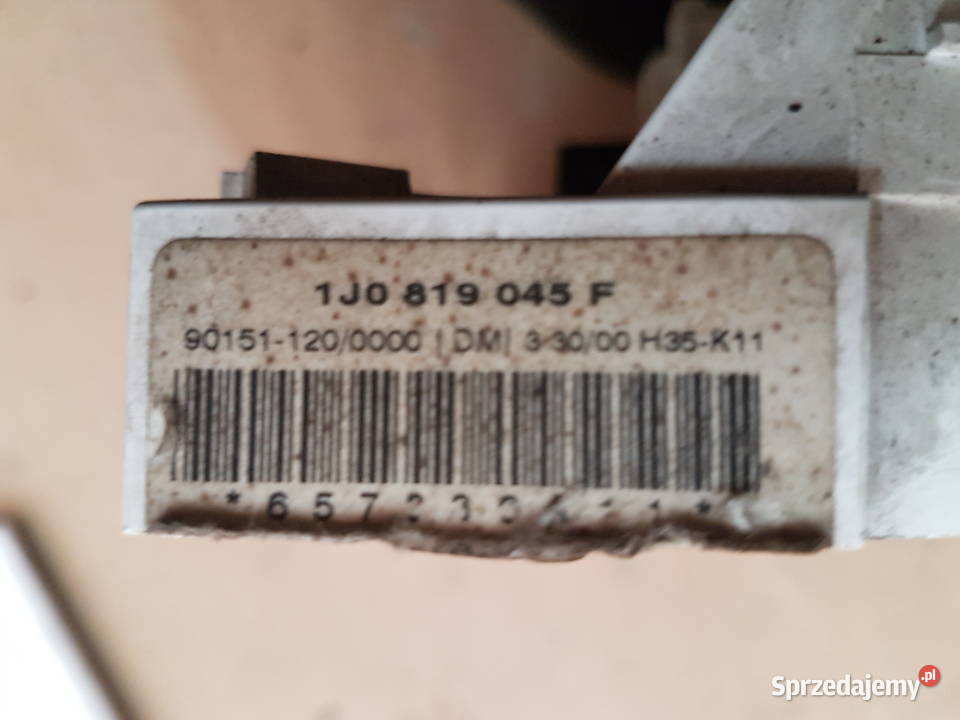 1J0 819 045 F
90151-120/0000 | DM | 3-30/00 H35-K11
Sprzedajemy.pl